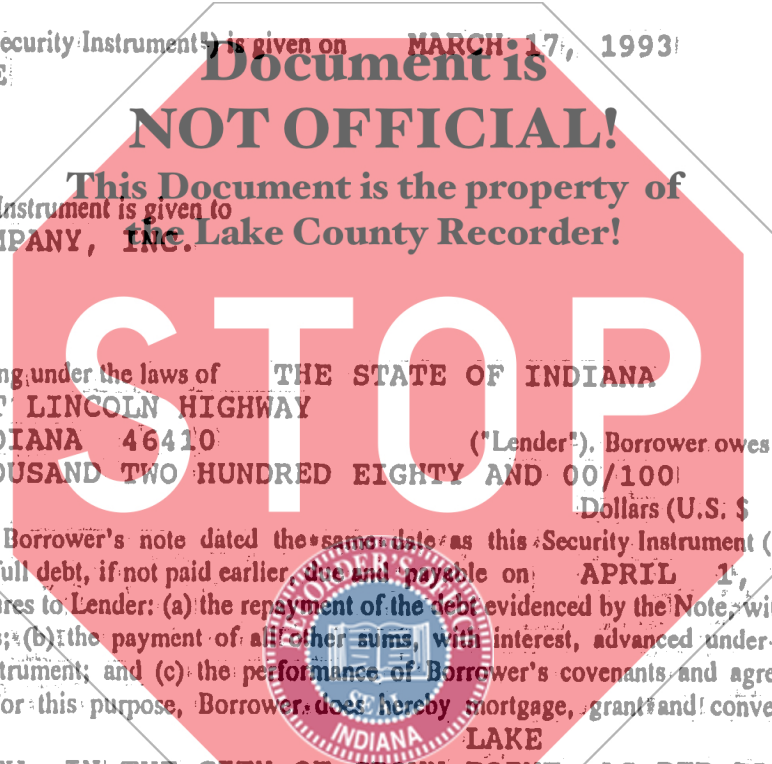 ecurity Instrument") is given on MARCH 17, 1993
E
Document is
NOT OFFICIAL!
This Document is the property of
the Lake County Recorder!
Instrument is given to
MPANY, INC.
STOP
ng under the laws of THE STATE OF INDIANA
T LINCOLN HIGHWAY
DIANA 46410 ("Lender"). Borrower owes
OUSAND TWO HUNDRED EIGHTY AND 00/100
Dollars (U.S. $
Borrower's note dated the same date as this Security Instrument (
full debt, if not paid earlier, due and payable on APRIL 1,
ures to Lender: (a) the repayment of the debt evidenced by the Note, wi
s; (b) the payment of all other sums, with interest, advanced under
trument; and (c) the performance of Borrower's covenants and agre
or this purpose, Borrower does hereby mortgage, grant and conve
LAKE
RECORDER'S
SEAL
INDIANA